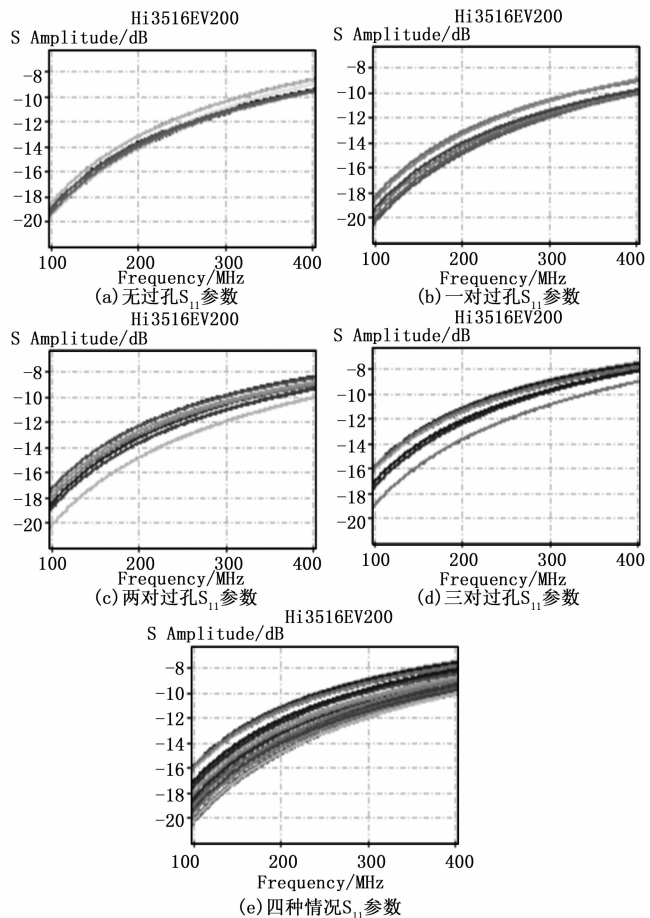 Hi3516EV200
S Amplitude/dB
-8
-10
-12
-14
-16
-18
-20
100 200 300 400
Frequency/MHz
(a)无过孔S₁₁参数
Hi3516EV200
S Amplitude/dB
-8
-10
-12
-14
-16
-18
-20
100 200 300 400
Frequency/MHz
(b)一对过孔S₁₁参数
Hi3516EV200
S Amplitude/dB
-8
-10
-12
-14
-16
-18
-20
100 200 300 400
Frequency/MHz
(c)两对过孔S₁₁参数
Hi3516EV200
S Amplitude/dB
-8
-10
-12
-14
-16
-18
-20
100 200 300 400
Frequency/MHz
(d)三对过孔S₁₁参数
Hi3516EV200
S Amplitude/dB
-8
-10
-12
-14
-16
-18
-20
100 200 300 400
Frequency/MHz
(e)四种情况S₁₁参数